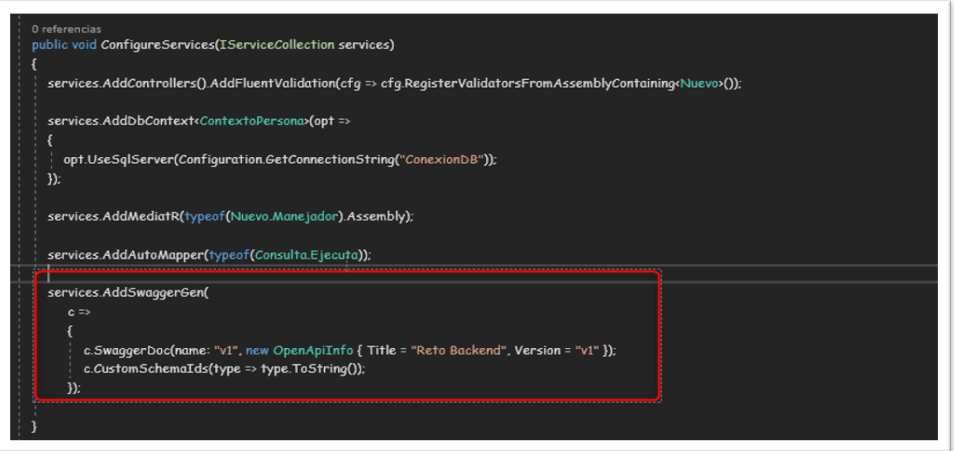 0 referencias
public void ConfigureServices(IServiceCollection services)
{
services.AddControllers().AddFluentValidation(cfg => cfg.RegisterValidatorsFromAssemblyContaining<Nuevo>());
services.AddDbContext<ContextoPersona>(opt =>
{
opt.UseSqlServer(Configuration.GetConnectionString("ConexionDB"));
});
services.AddMediatR(typeof(Nuevo.Manejador).Assembly);
services.AddAutoMapper(typeof(Consulta.Ejecuta));
services.AddSwaggerGen(
c =>
{
c.SwaggerDoc(name: "v1", new OpenApiInfo { Title = "Reto Backend", Version = "v1" });
c.CustomSchemaIds(type => type.ToString());
});
}